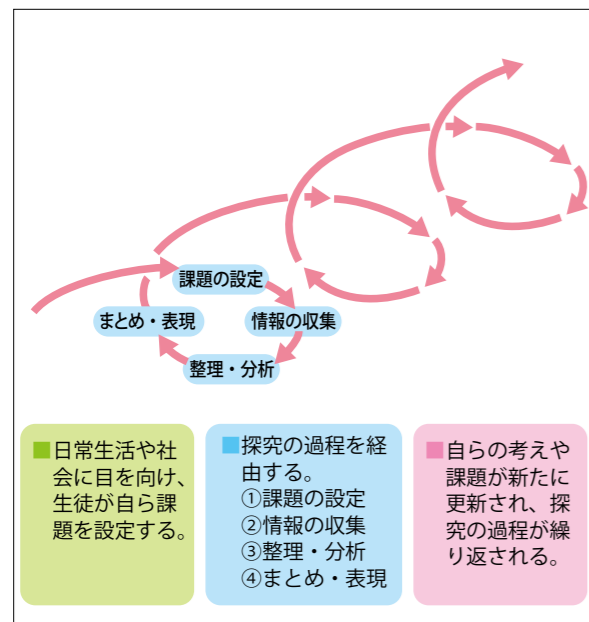 課題の設定
まとめ・表現
情報の収集
整理・分析
■日常生活や社
会に目を向け、
生徒が自ら課
題を設定する。
■探究の過程を経
由する。
①課題の設定
②情報の収集
③整理・分析
④まとめ・表現
■自らの考えや
課題が新たに
更新され、探
究の過程が繰
り返される。